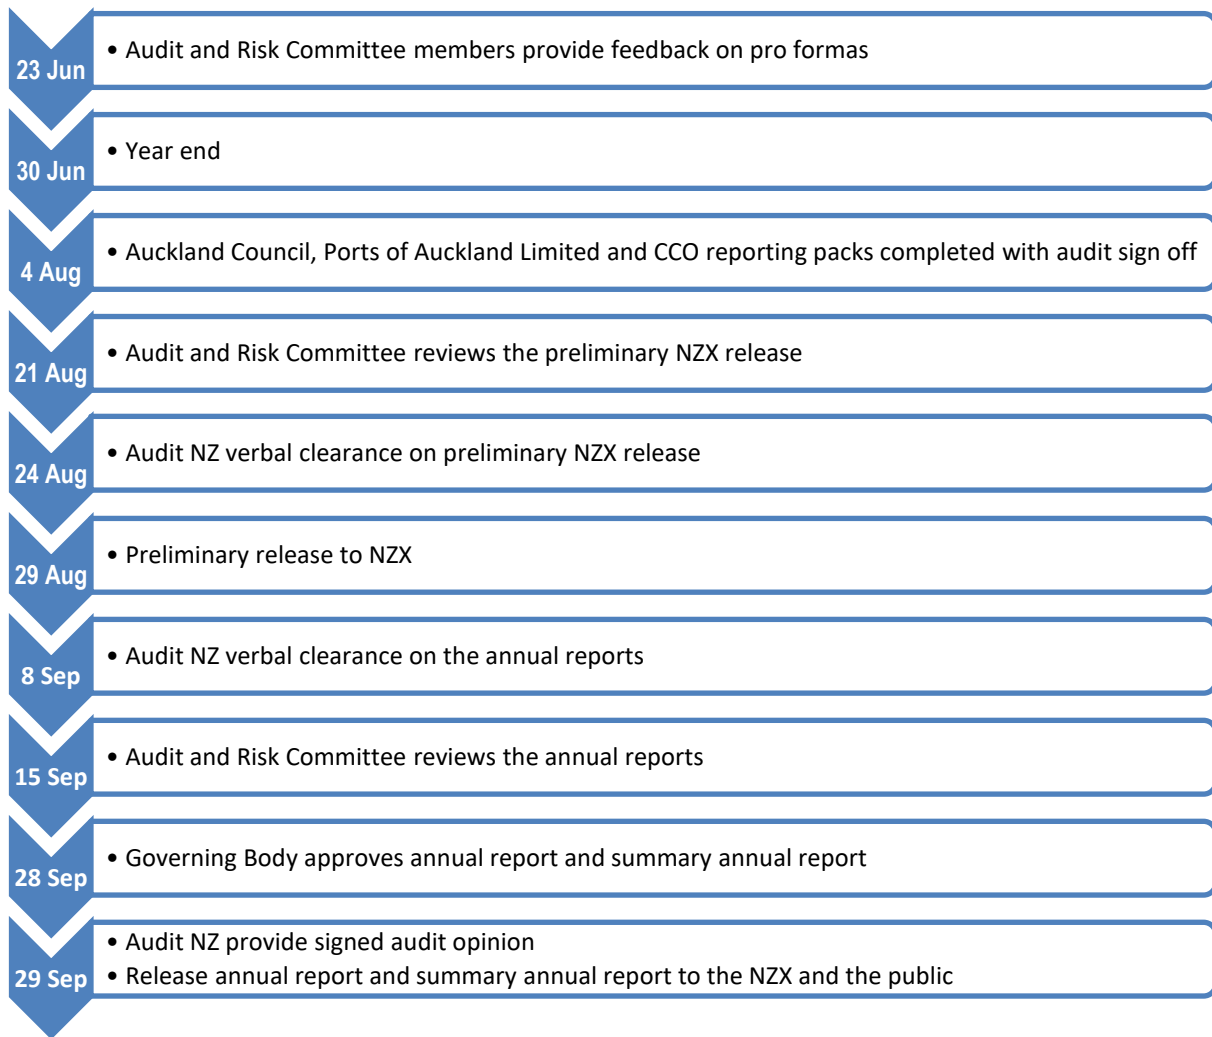 23 Jun
• Audit and Risk Committee members provide feedback on pro formas
30 Jun
• Year end
4 Aug
• Auckland Council, Ports of Auckland Limited and CCO reporting packs completed with audit sign off
21 Aug
• Audit and Risk Committee reviews the preliminary NZX release
24 Aug
• Audit NZ verbal clearance on preliminary NZX release
29 Aug
• Preliminary release to NZX
8 Sep
• Audit NZ verbal clearance on the annual reports
15 Sep
• Audit and Risk Committee reviews the annual reports
28 Sep
• Governing Body approves annual report and summary annual report
29 Sep
• Audit NZ provide signed audit opinion
• Release annual report and summary annual report to the NZX and the public